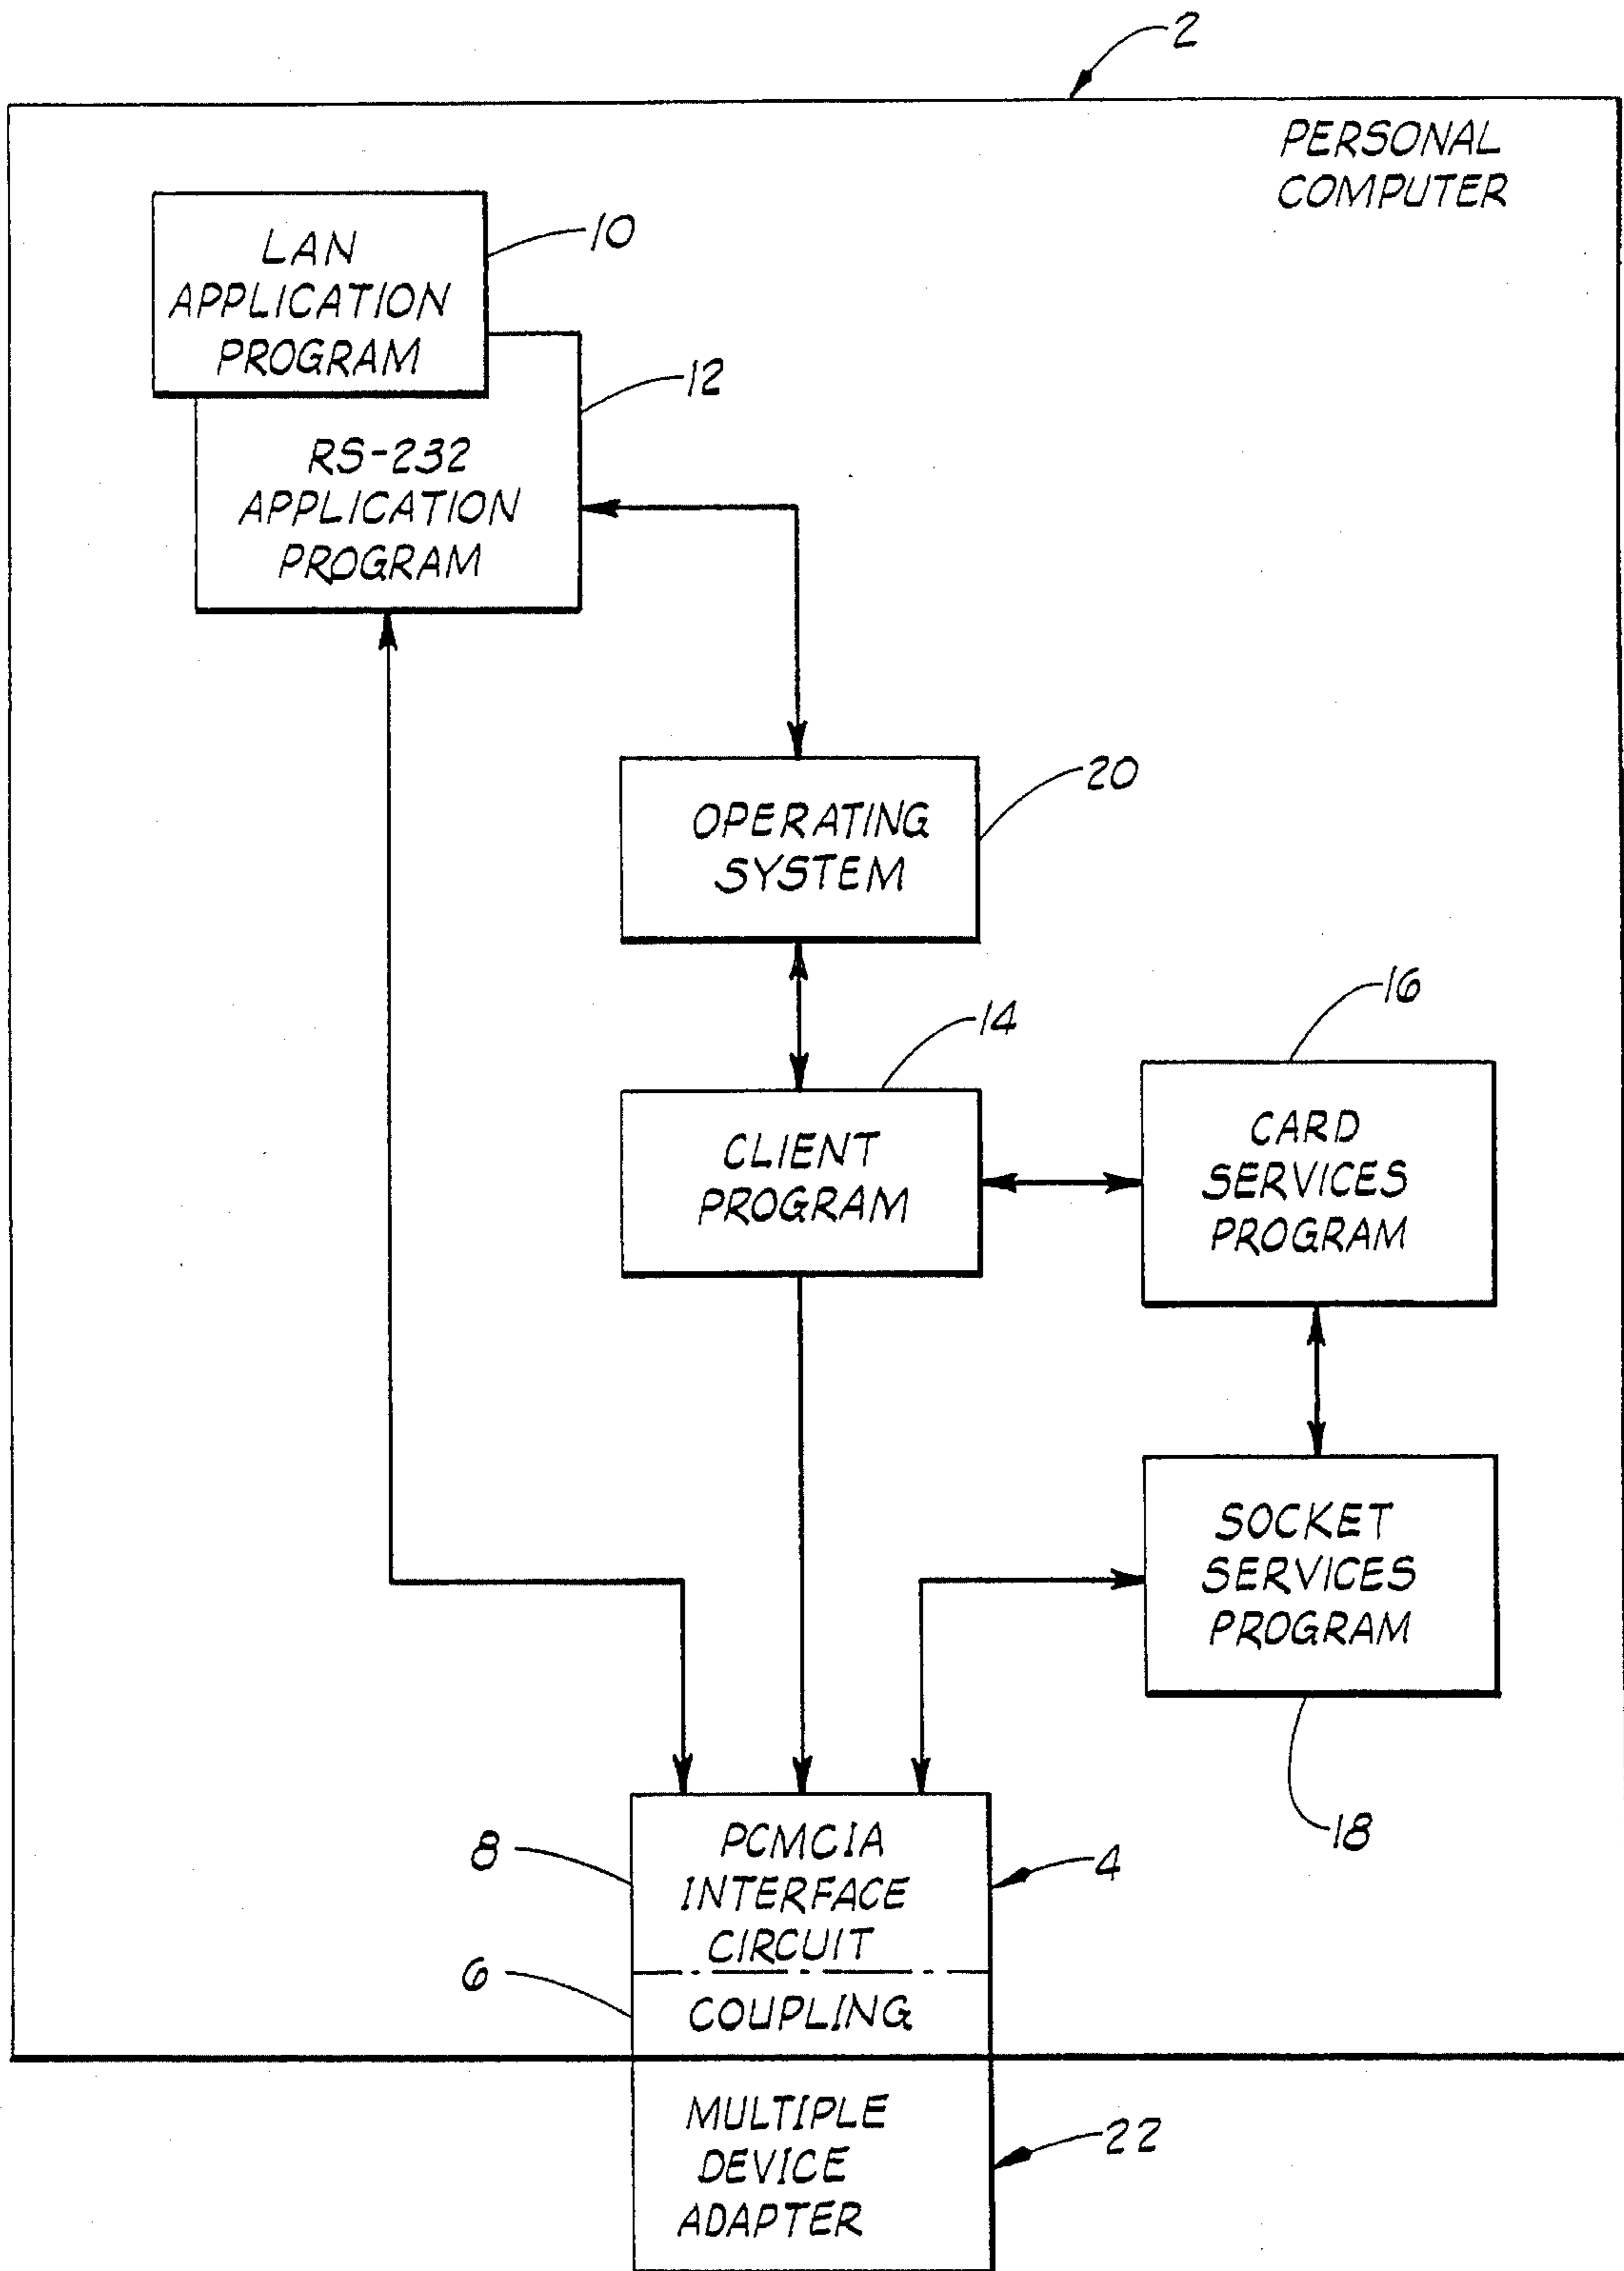 2
PERSONAL
COMPUTER
LAN
APPLICATION
PROGRAM
10
12
RS-232
APPLICATION
PROGRAM
20
OPERATING
SYSTEM
14
16
CLIENT
PROGRAM
CARD
SERVICES
PROGRAM
SOCKET
SERVICES
PROGRAM
18
8
PCMCIA
INTERFACE
CIRCUIT
4
6
COUPLING
MULTIPLE
DEVICE
ADAPTER
22